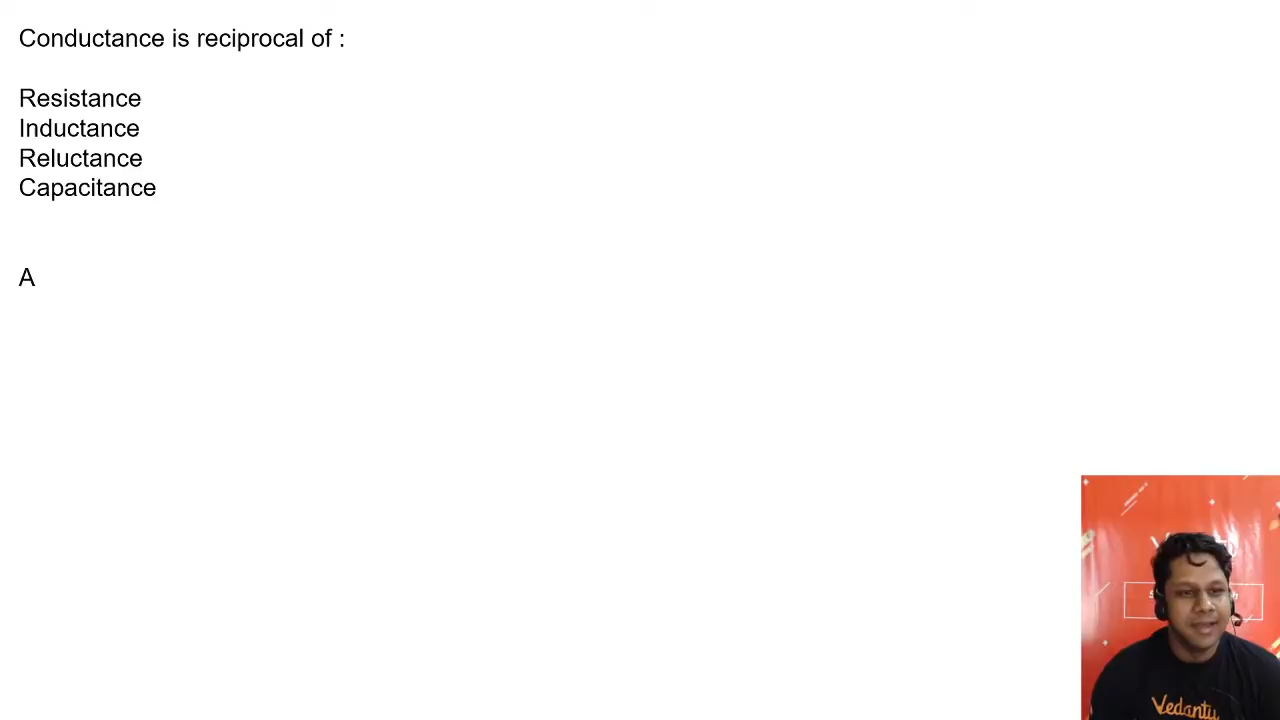 Conductance is reciprocal of :
Resistance
Inductance
Reluctance
Capacitance
A
Vedantu